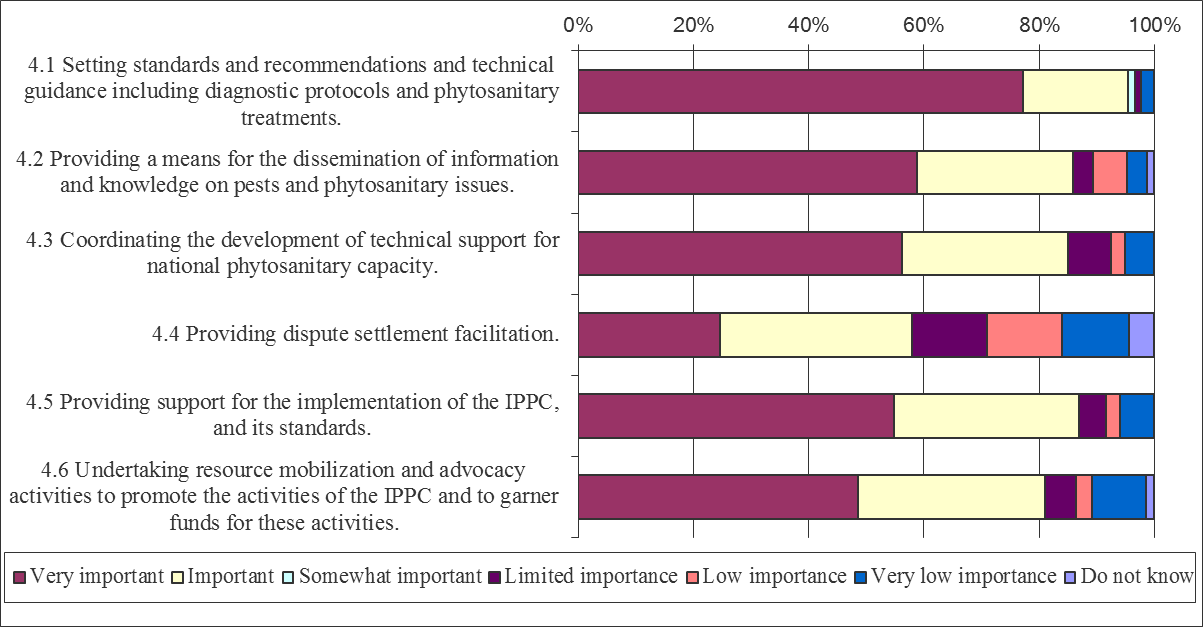 0% 20% 40% 60% 80% 100%
4.1 Setting standards and recommendations and technical
guidance including diagnostic protocols and phytosanitary
treatments.
4.2 Providing a means for the dissemination of information
and knowledge on pests and phytosanitary issues.
4.3 Coordinating the development of technical support for
national phytosanitary capacity.
4.4 Providing dispute settlement facilitation.
4.5 Providing support for the implementation of the IPPC,
and its standards.
4.6 Undertaking resource mobilization and advocacy
activities to promote the activities of the IPPC and to garner
funds for these activities.
Very important Important Somewhat important Limited importance Low importance Very low importance Do not know